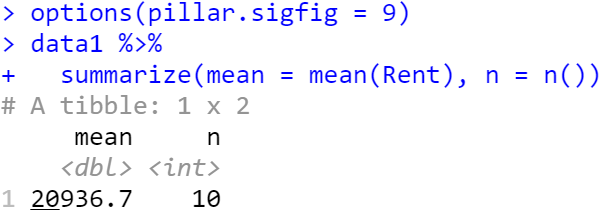 > options(pillar.sigfig = 9)
> data1 %>%
+   summarize(mean = mean(Rent), n = n())
# A tibble: 1 x 2
     mean     n
    <dbl> <int>
1 20936.7    10